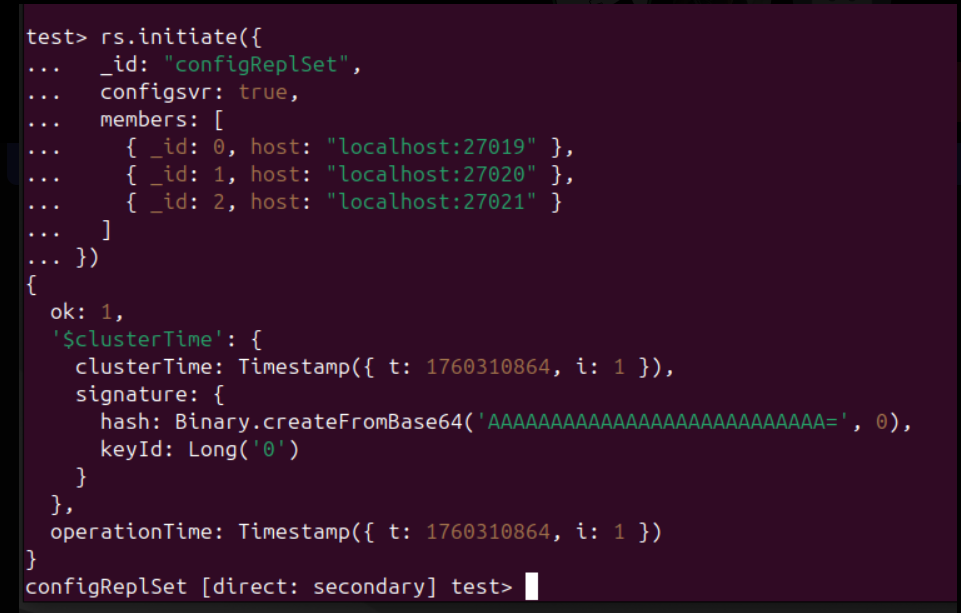 test> rs.initiate({
...   _id: "configReplSet",
...   configsvr: true,
...   members: [
...     { _id: 0, host: "localhost:27019" },
...     { _id: 1, host: "localhost:27020" },
...     { _id: 2, host: "localhost:27021" }
...   ]
... })
{
  ok: 1,
  '$clusterTime': {
    clusterTime: Timestamp({ t: 1760310864, i: 1 }),
    signature: {
      hash: Binary.createFromBase64('AAAAAAAAAAAAAAAAAAAAAAAAAAA=', 0),
      keyId: Long('0')
    }
  },
  operationTime: Timestamp({ t: 1760310864, i: 1 })
}
configReplSet [direct: secondary] test>